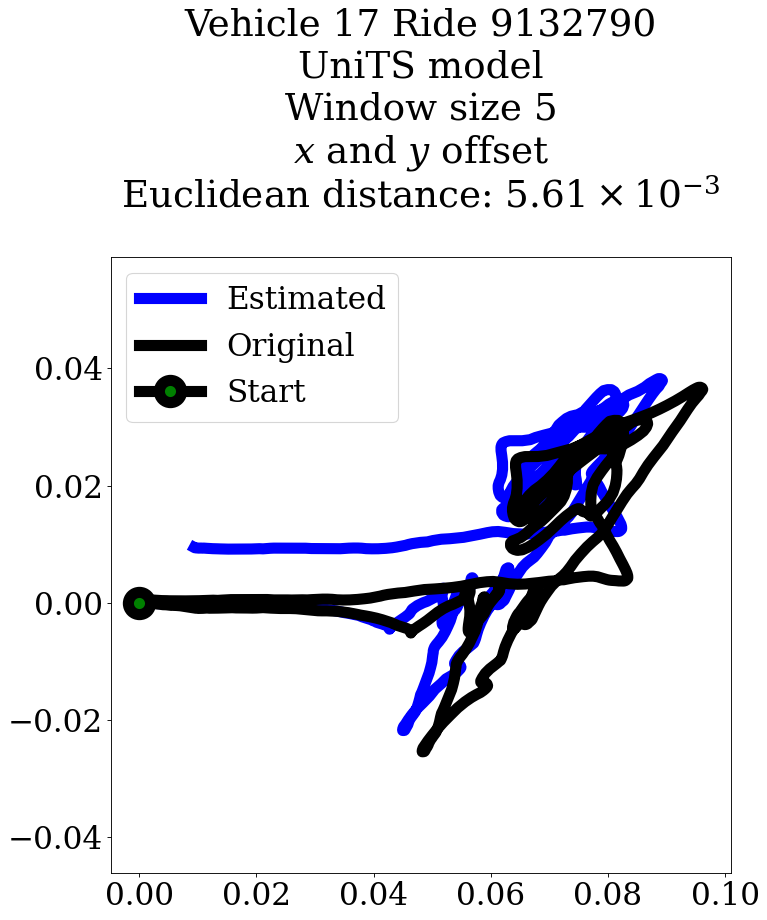 Vehicle 17 Ride 9132790
UniTS model
Window size 5
x and y offset
Euclidean distance: 5.61 × 10⁻³
Estimated
Original
Start
0.04
0.02
0.00
−0.02
−0.04
0.00 0.02 0.04 0.06 0.08 0.10